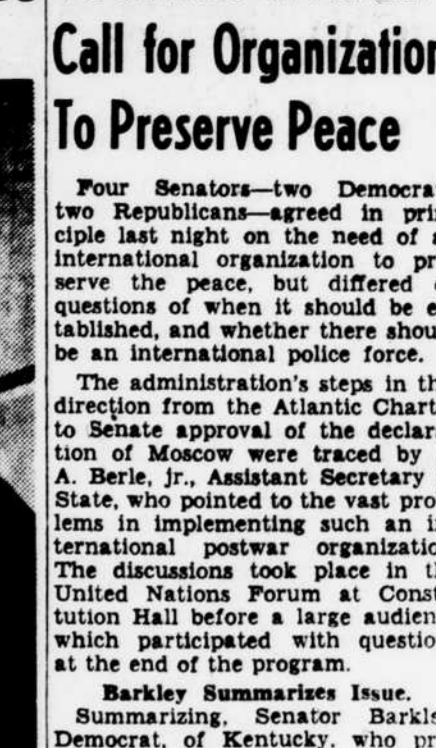 Call for Organization
To Preserve Peace
Four Senators—two Democra
two Republicans—agreed in prin
ciple last night on the need of a
international organization to pr
serve the peace, but differed o
questions of when it should be e
tablished, and whether there shou
be an international police force.
The administration's steps in th
direction from the Atlantic Chart
to Senate approval of the declar
tion of Moscow were traced by
A. Berle, jr., Assistant Secretary
State, who pointed to the vast pro
lems in implementing such an i
ternational postwar organizatio
The discussions took place in t
United Nations Forum at Const
tution Hall before a large audien
which participated with questio
at the end of the program.
Barkley Summarizes Issue.
Summarizing, Senator Barkl
Democrat, of Kentucky, who pr